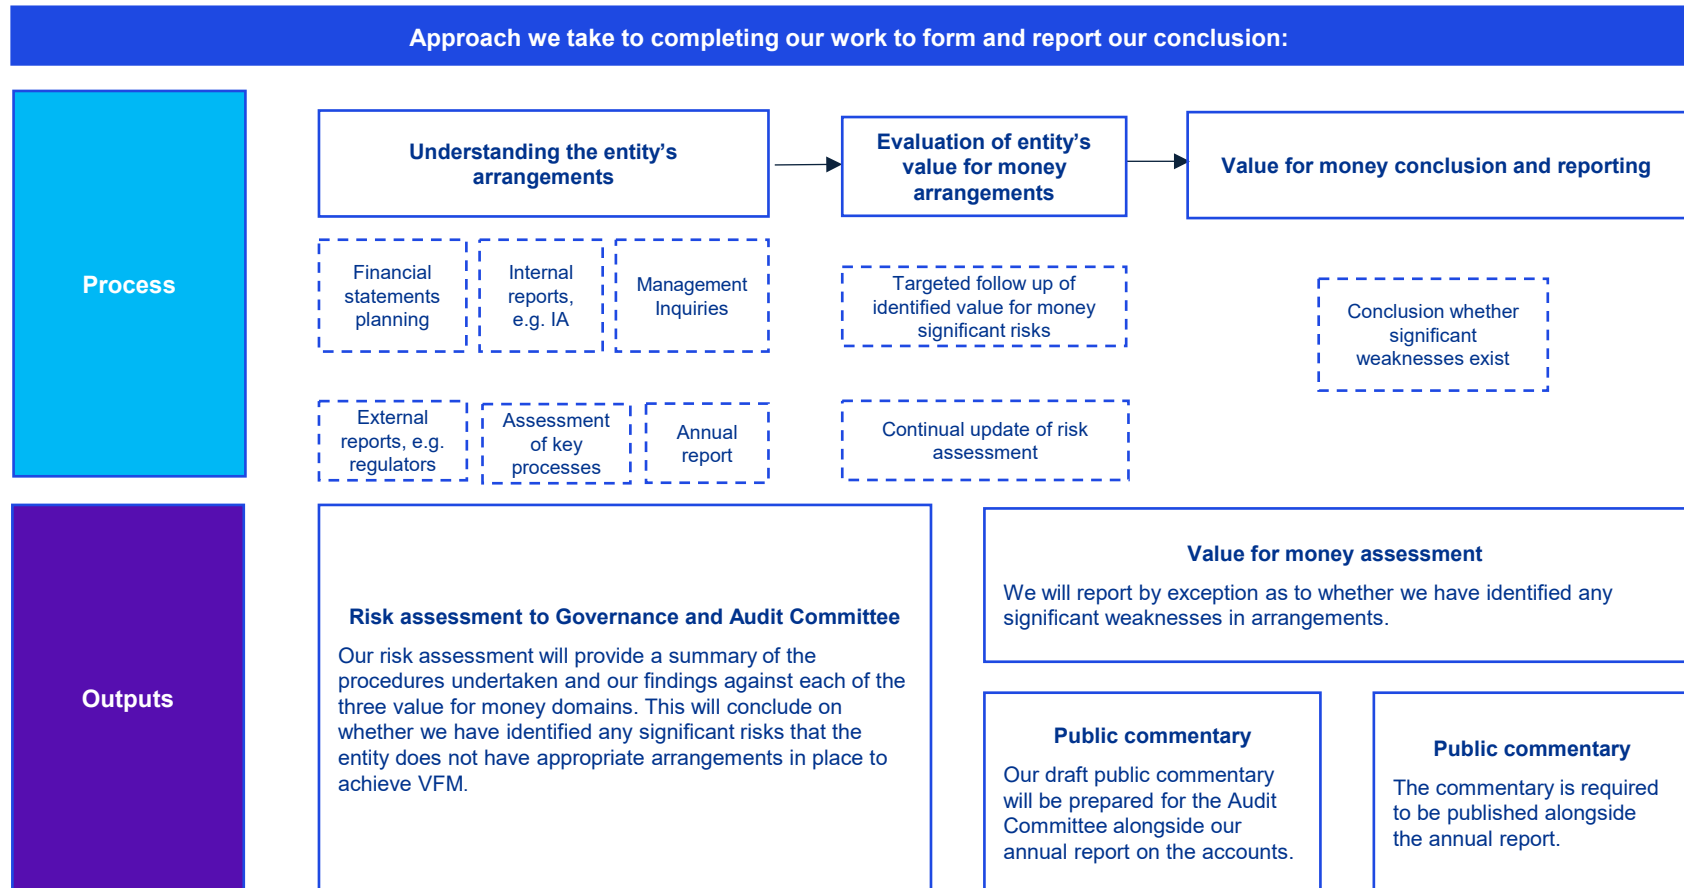 Approach we take to completing our work to form and report our conclusion:
Process
Understanding the entity’s
arrangements
Evaluation of entity’s
value for money
arrangements
Value for money conclusion and reporting
Financial
statements
planning
Internal
reports,
e.g. IA
Management
Inquiries
Targeted follow up of
identified value for money
significant risks
Conclusion whether
significant
weaknesses exist
External
reports, e.g.
regulators
Assessment
of key
processes
Annual
report
Continual update of risk
assessment
Outputs
Risk assessment to Governance and Audit Committee
Our risk assessment will provide a summary of the
procedures undertaken and our findings against each of the
three value for money domains. This will conclude on
whether we have identified any significant risks that the
entity does not have appropriate arrangements in place to
achieve VFM.
Value for money assessment
We will report by exception as to whether we have identified any
significant weaknesses in arrangements.
Public commentary
Our draft public commentary
will be prepared for the Audit
Committee alongside our
annual report on the accounts.
Public commentary
The commentary is required
to be published alongside
the annual report.